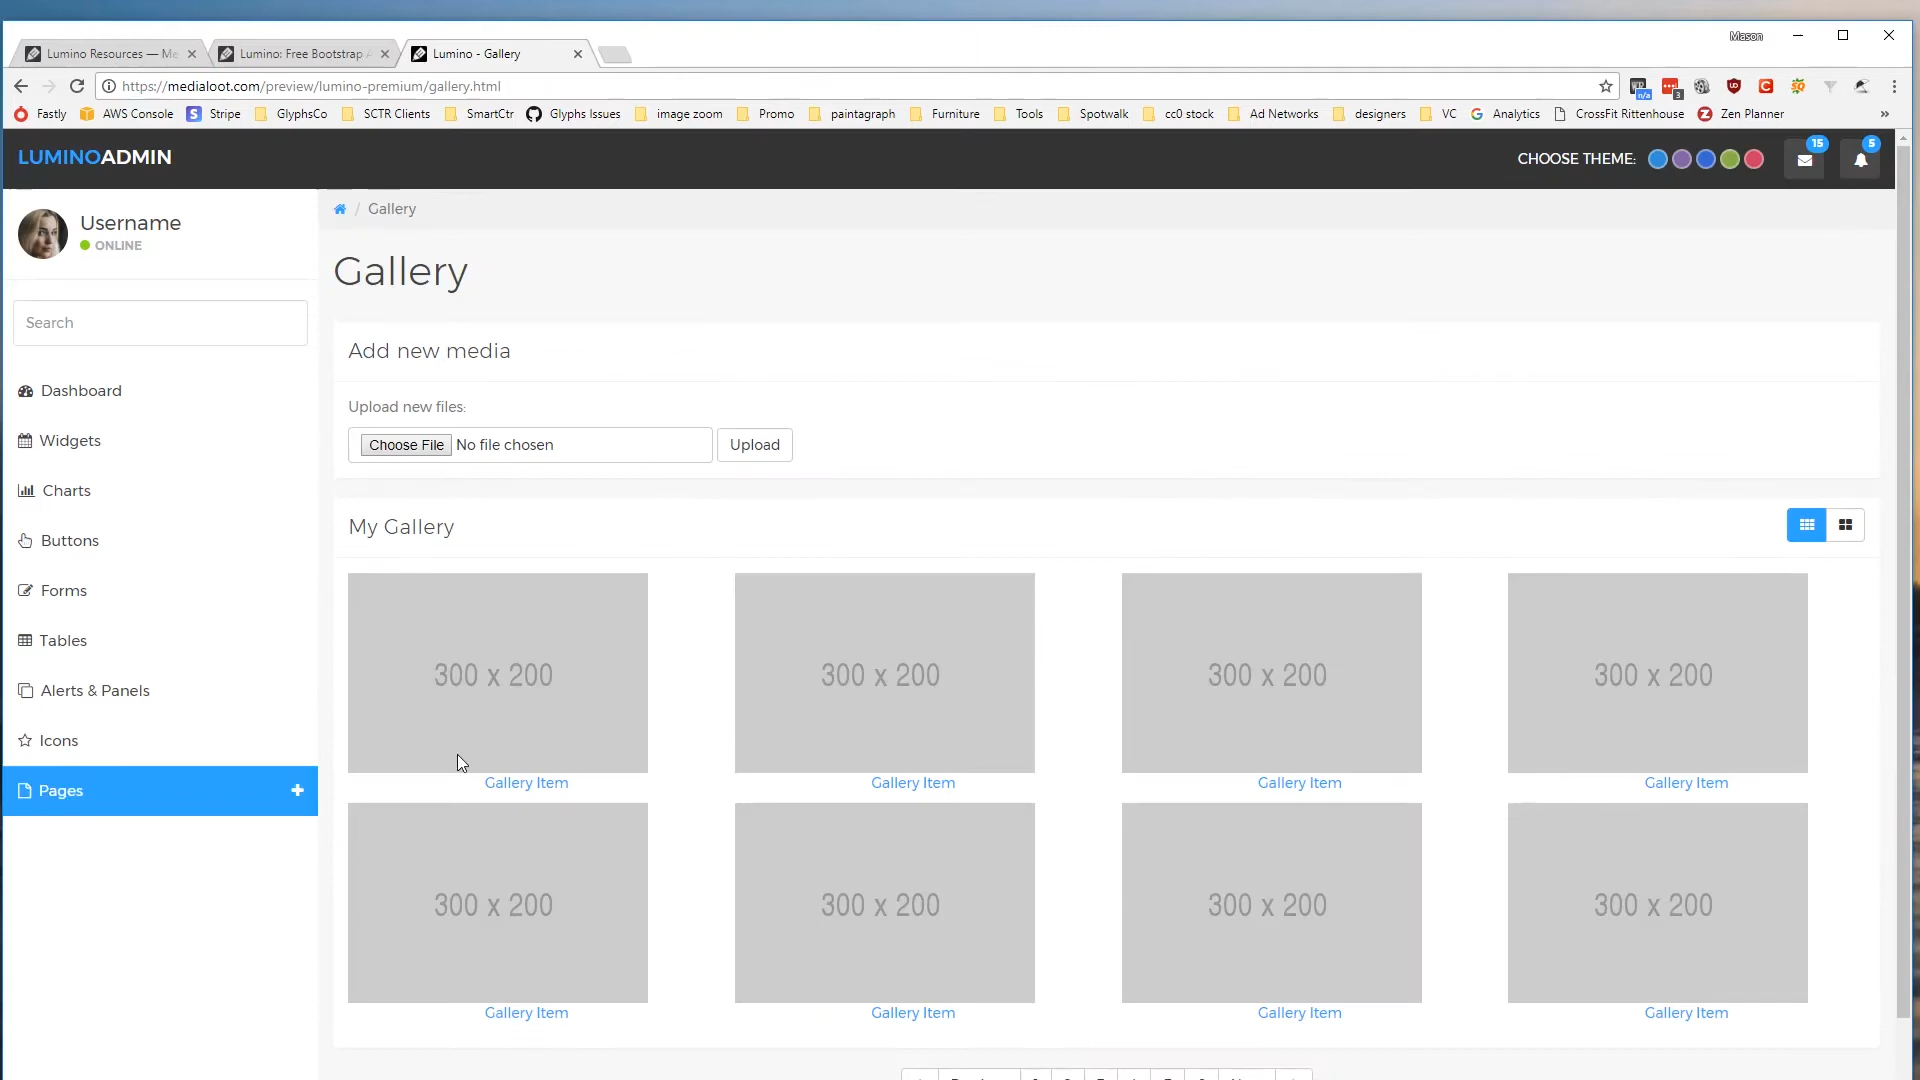 Mason
Lumino Resources — Me
Lumino: Free Bootstrap A
Lumino - Gallery
https://medialoot.com/preview/lumino-premium/gallery.html
n/a
3
Fastly
AWS Console
Stripe
GlyphsCo
SCTR Clients
SmartCtr
Glyphs Issues
image zoom
Promo
paintagraph
Furniture
Tools
Spotwalk
cc0 stock
Ad Networks
designers
VC
Analytics
CrossFit Rittenhouse
Zen Planner
»
LUMINOADMIN
CHOOSE THEME:
15
5
Username
ONLINE
Search
Dashboard
Widgets
Charts
Buttons
Forms
Tables
Alerts & Panels
Icons
Pages
/ Gallery
Gallery
Add new media
Upload new files:
Choose File No file chosen
Upload
My Gallery
300 x 200
300 x 200
300 x 200
300 x 200
Gallery Item
Gallery Item
Gallery Item
Gallery Item
300 x 200
300 x 200
300 x 200
300 x 200
Gallery Item
Gallery Item
Gallery Item
Gallery Item